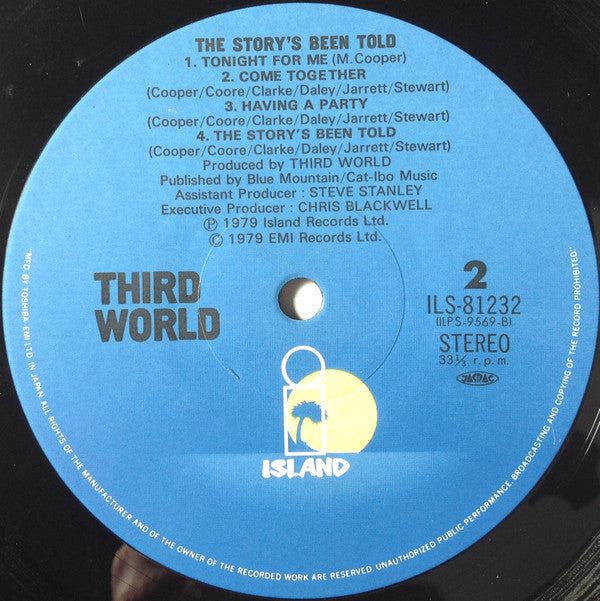 THE STORY'S BEEN TOLD
1. TONIGHT FOR ME (M.Cooper)
2. COME TOGETHER
(Cooper/Coore/Clarke/Daley/Jarrett/Stewart)
3. HAVING A PARTY
(Cooper/Coore/Clarke/Daley/Jarrett/Stewart)
4. THE STORY'S BEEN TOLD
(Cooper/Coore/Clarke/Daley/Jarrett/Stewart)
Produced by THIRD WORLD
Published by Blue Mountain/Cat-Ibo Music
Assistant Producer : STEVE STANLEY
Executive Producer : CHRIS BLACKWELL
℗ 1979 Island Records Ltd.
© 1979 EMI Records Ltd.
THIRD
WORLD
2
ILS-81232
(ILPS-9569-B)
STEREO
33⅓ r.p.m.
JASRAC
ISLAND
"MFD. BY TOSHIBA EMI LTD. IN JAPAN. ALL RIGHTS OF THE MANUFACTURER AND OF THE OWNER OF THE RECORDED WORK ARE RESERVED. UNAUTHORIZED PUBLIC PERFORMANCE, BROADCASTING AND COPYING OF THE RECORD PROHIBITED."